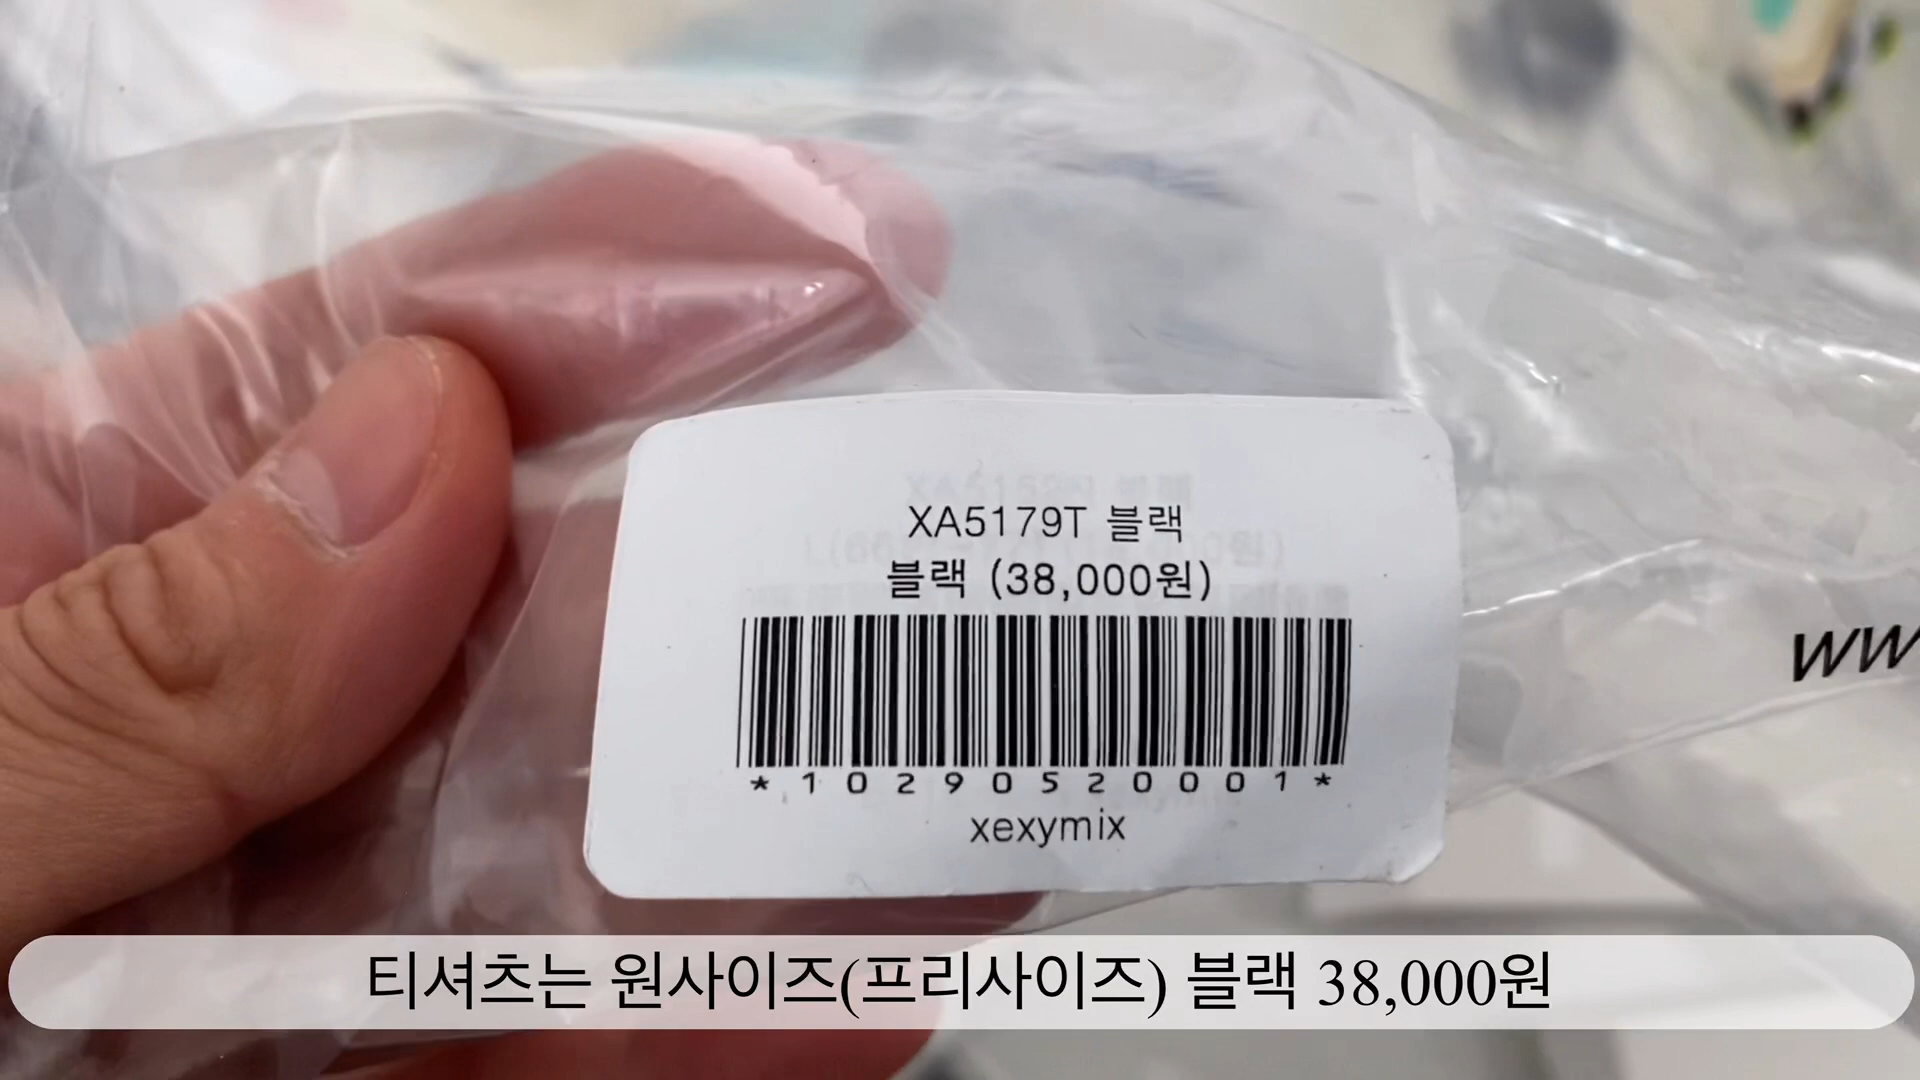 XA5179T 블랙
블랙 (38,000원)
*10290520001*
xexymix
ww
티셔츠는 원사이즈(프리사이즈) 블랙 38,000원